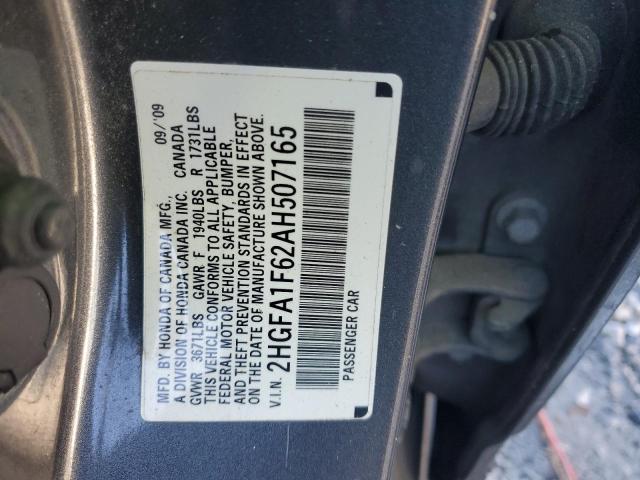 MFD. BY HONDA OF CANADA MFG., 09/'09
A DIVISION OF HONDA CANADA INC. CANADA
GVWR 3671LBS GAWR F 1940LBS R 1731LBS
THIS VEHICLE CONFORMS TO ALL APPLICABLE
FEDERAL MOTOR VEHICLE SAFETY, BUMPER,
AND THEFT PREVENTION STANDARDS IN EFFECT
ON THE DATE OF MANUFACTURE SHOWN ABOVE.
V.I.N. 2HGFA1F62AH507165
PASSENGER CAR